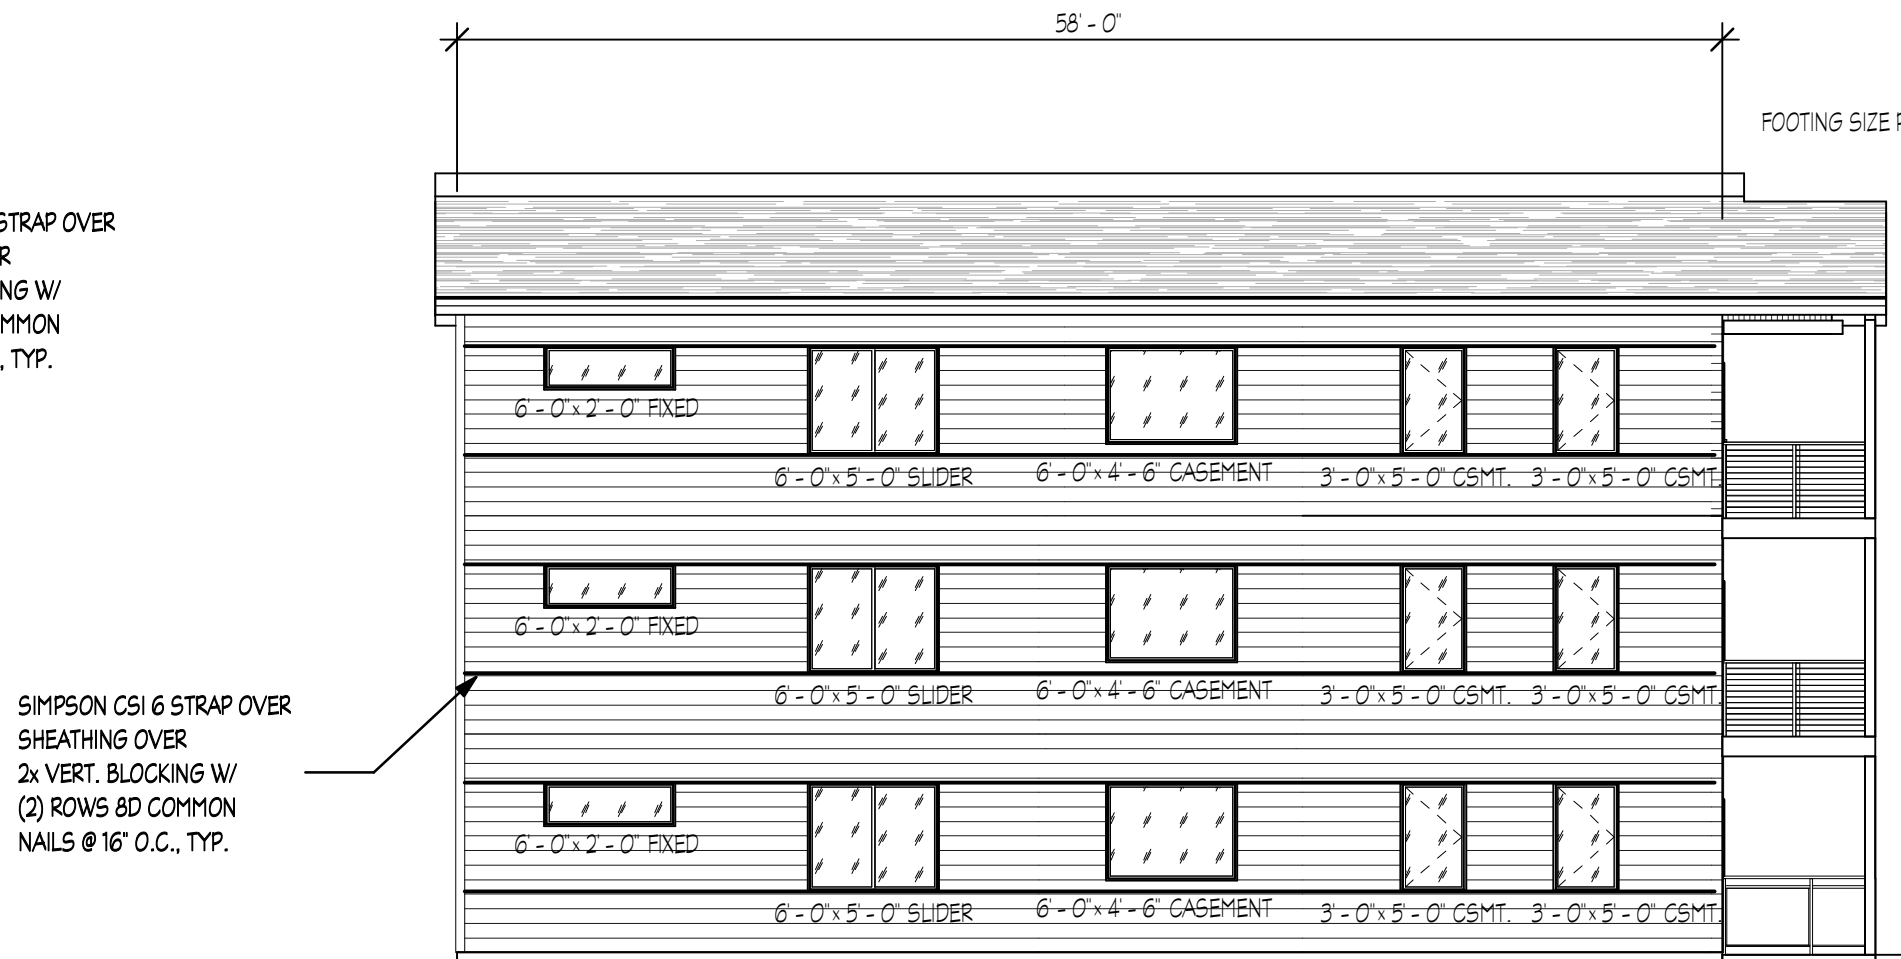 58' - 0"
FOOTING SIZE
STRAP OVER
W/
TYP.
6' - 0" x 2' - 0" FIXED
6' - 0" x 5' - 0" SLIDER
6' - 0" x 4' - 6" CASEMENT
3' - 0" x 5' - 0" CSMT.
3' - 0" x 5' - 0" CSMT.
6' - 0" x 2' - 0" FIXED
6' - 0" x 5' - 0" SLIDER
6' - 0" x 4' - 6" CASEMENT
3' - 0" x 5' - 0" CSMT.
3' - 0" x 5' - 0" CSMT.
SIMPSON CS1 6 STRAP OVER
SHEATHING OVER
2x VERT. BLOCKING W/
(2) ROWS 8D COMMON
NAILS @ 16" O.C., TYP.
6' - 0" x 2' - 0" FIXED
6' - 0" x 5' - 0" SLIDER
6' - 0" x 4' - 6" CASEMENT
3' - 0" x 5' - 0" CSMT.
3' - 0" x 5' - 0" CSMT.